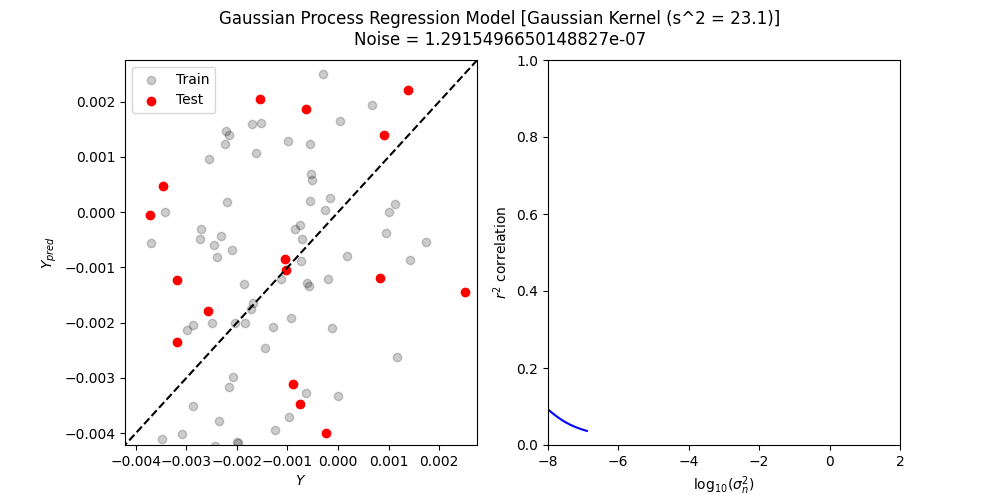 Gaussian Process Regression Model [Gaussian Kernel (s^2 = 23.1)]
Noise = 1.2915496650148827e-07
Train
Test
0.002
0.001
0.000
−0.001
−0.002
−0.003
−0.004
Y_pred
−0.004 −0.003 −0.002 −0.001 0.000 0.001 0.002
Y
1.0
0.8
0.6
0.4
0.2
0.0
r² correlation
−8 −6 −4 −2 0 2
log₁₀(σₙ²)